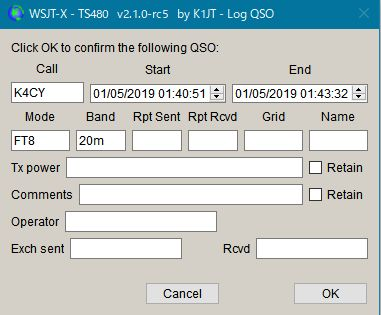 WSJT-X - TS480 v2.1.0-rc5 by K1JT - Log QSO
Click OK to confirm the following QSO:
Call Start End
K4CY 01/05/2019 01:40:51 01/05/2019 01:43:32
Mode Band Rpt Sent Rpt Rcvd Grid Name
FT8 20m
Tx power Retain
Comments Retain
Operator
Exch sent Rcvd
Cancel OK